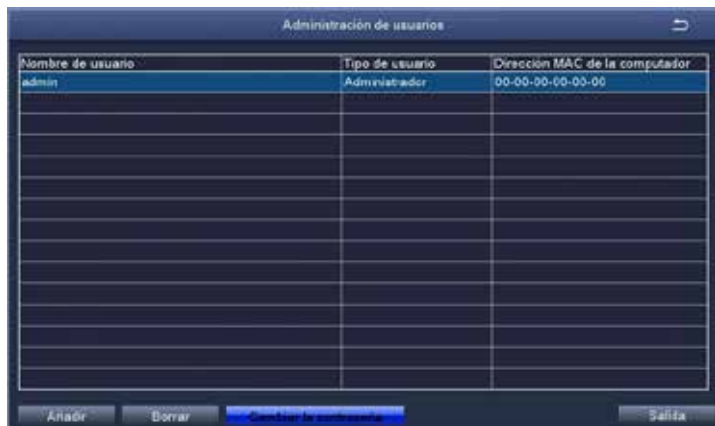 Administración de usuarios
Nombre de usuario Tipo de usuario Dirección MAC de la computador
admin Administrador 00-00-00-00-00-00
Añadir Borrar Cambiar la contraseña Salida